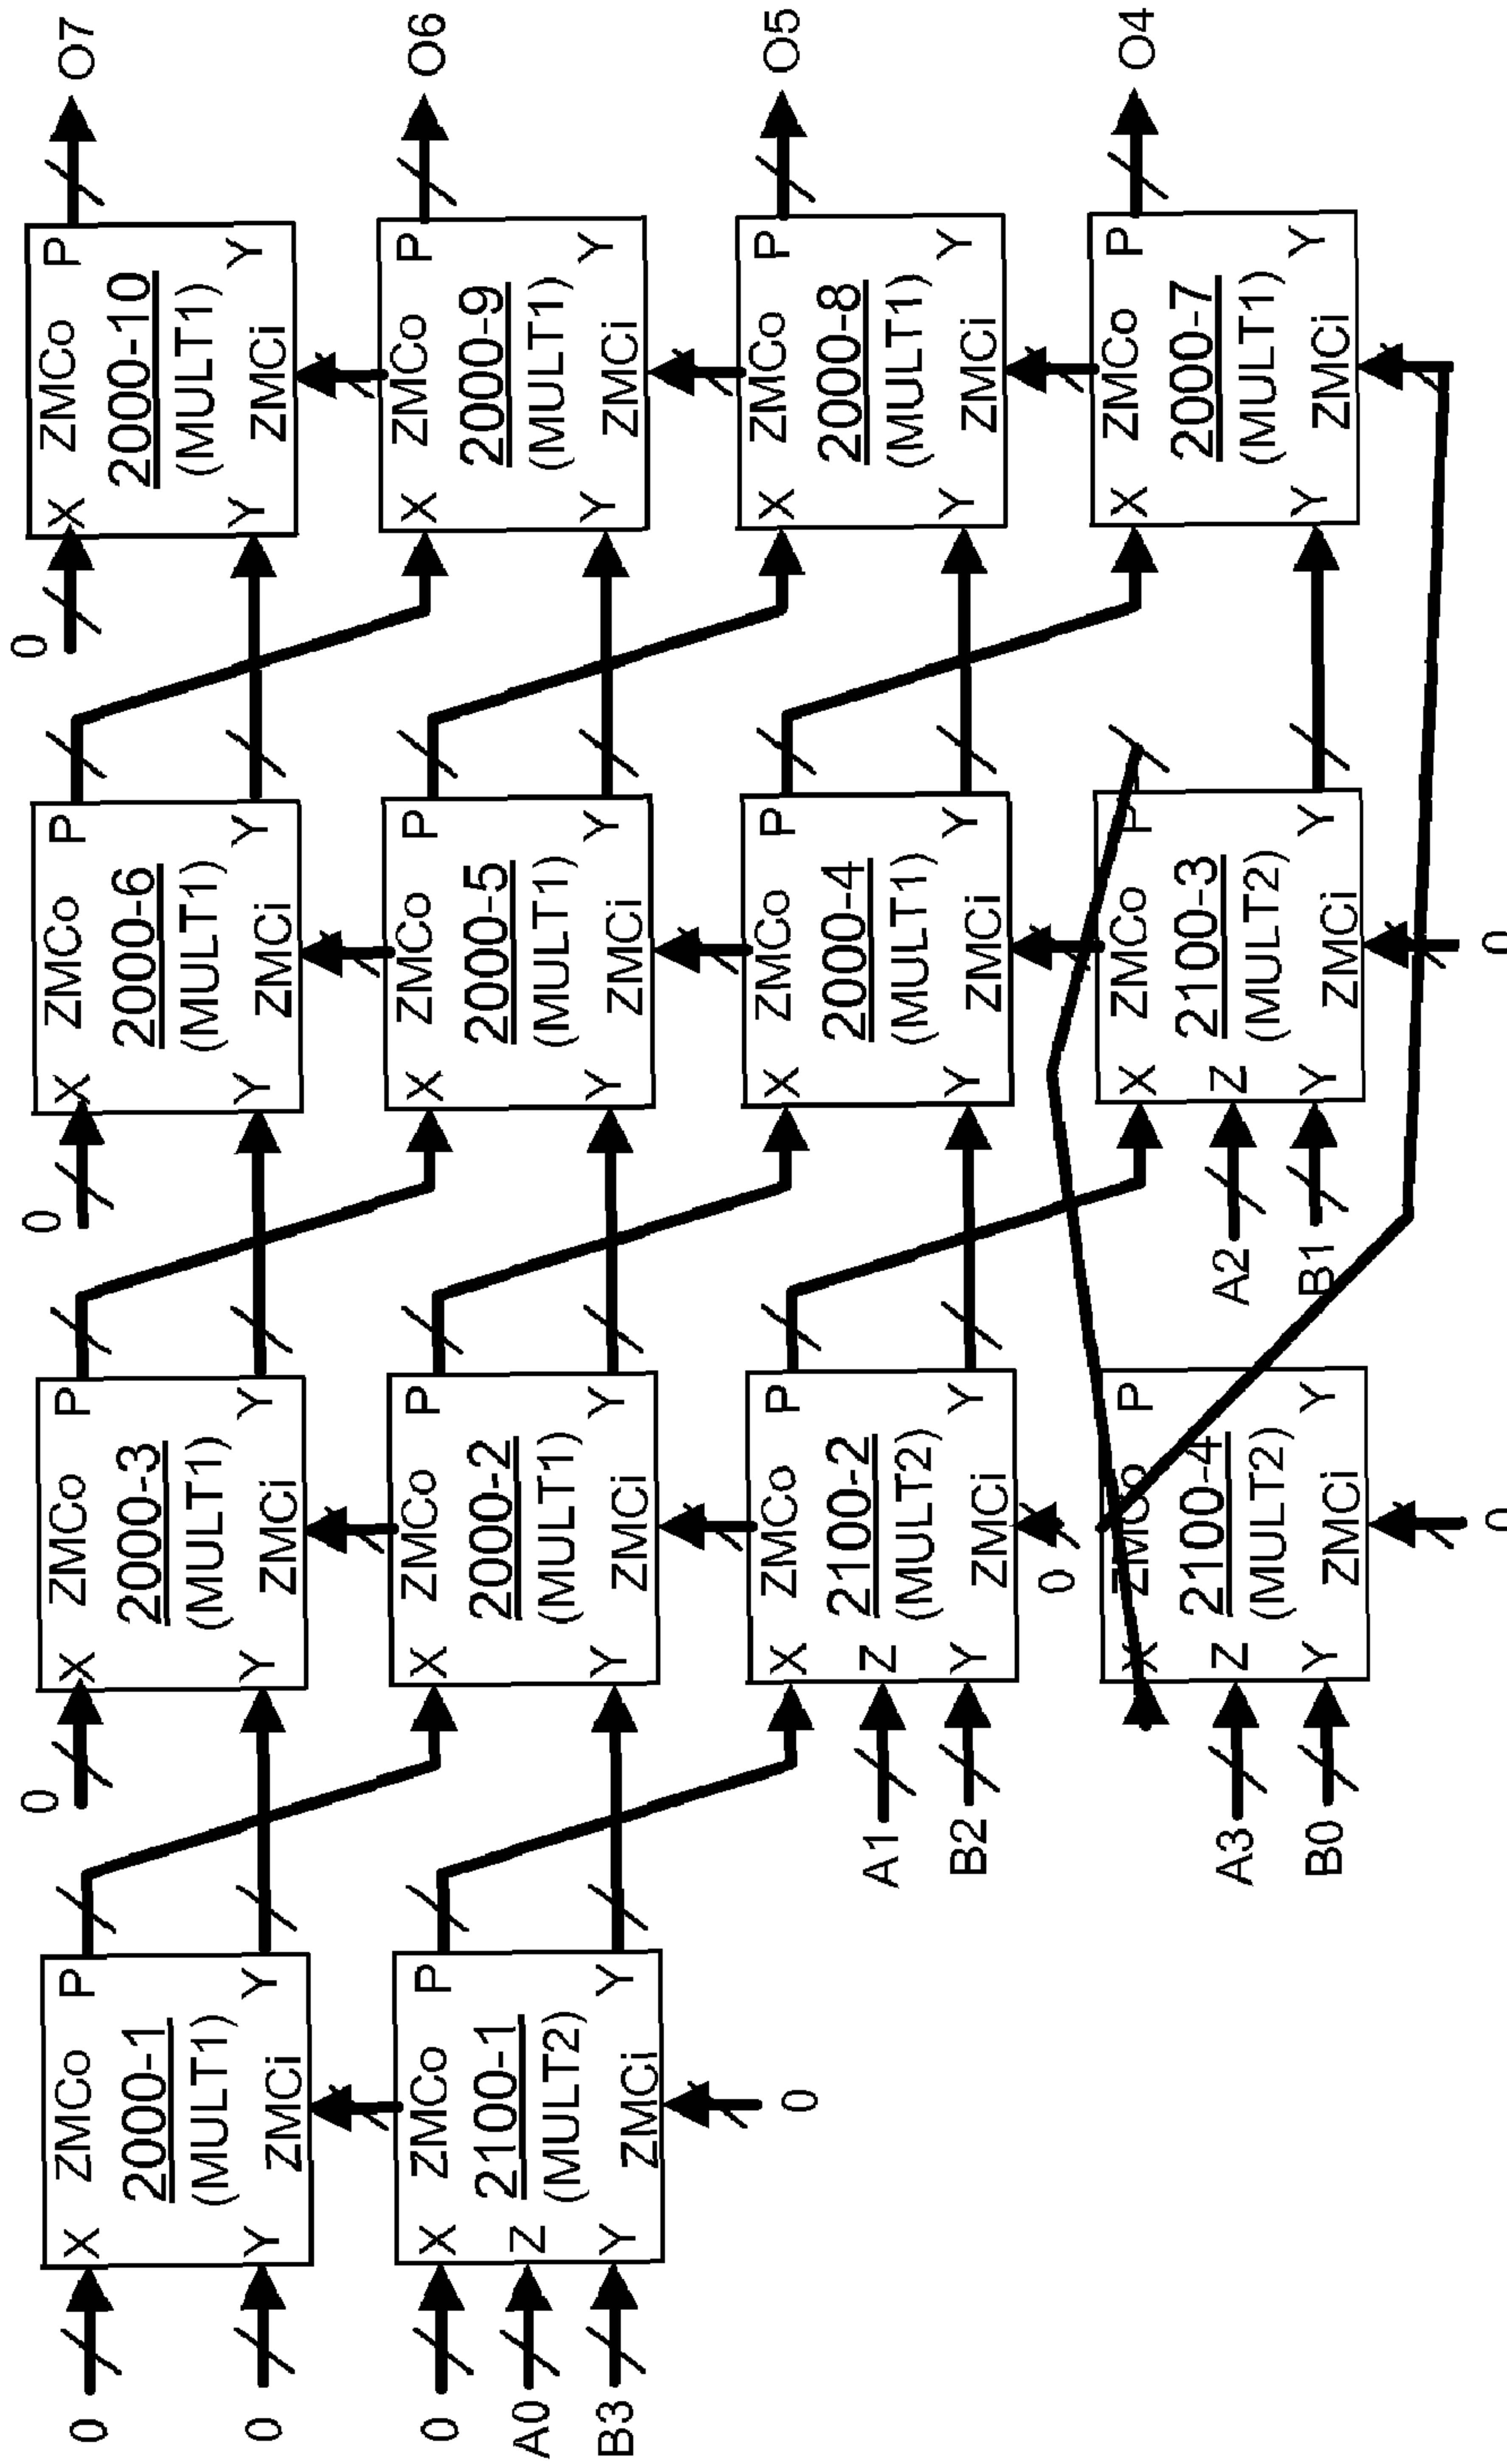 0
0
X ZMCo P
2000-1
(MULT1)
Y ZMCi Y
0
X ZMCo P
2000-3
(MULT1)
Y ZMCi Y
0
X ZMCo P
2000-6
(MULT1)
Y ZMCi Y
0
X ZMCo P
2000-10
(MULT1)
Y ZMCi Y
O7
0
A0
B3
X ZMCo P
Z 2100-1
(MULT2)
Y ZMCi Y
0
X ZMCo P
2000-2
(MULT1)
Y ZMCi Y
X ZMCo P
2000-5
(MULT1)
Y ZMCi Y
X ZMCo P
2000-9
(MULT1)
Y ZMCi Y
O6
A1
B2
X ZMCo P
Z 2100-2
(MULT2)
Y ZMCi Y
0
X ZMCo P
2000-4
(MULT1)
Y ZMCi Y
X ZMCo P
2000-8
(MULT1)
Y ZMCi Y
O5
A3
B0
X ZMCo P
Z 2100-4
(MULT2)
Y ZMCi Y
0
A2
B1
X ZMCo P
Z 2100-3
(MULT2)
Y ZMCi Y
0
X ZMCo P
2000-7
(MULT1)
Y ZMCi Y
O4